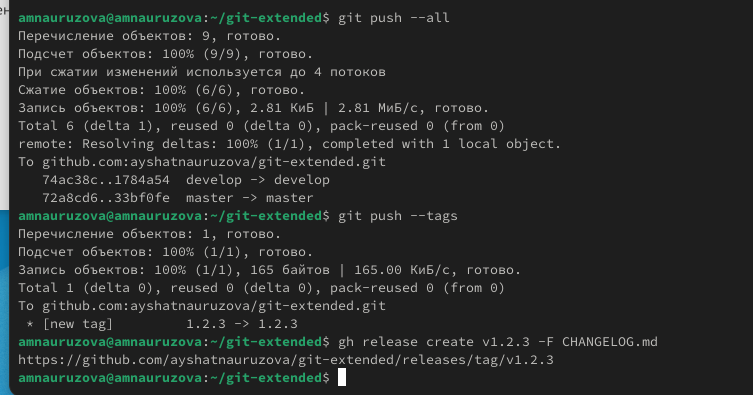 amnauruzova@amnauruzova:~/git-extended$ git push --all
Перечисление объектов: 9, готово.
Подсчет объектов: 100% (9/9), готово.
При сжатии изменений используется до 4 потоков
Сжатие объектов: 100% (6/6), готово.
Запись объектов: 100% (6/6), 2.81 КиБ | 2.81 МиБ/с, готово.
Total 6 (delta 1), reused 0 (delta 0), pack-reused 0 (from 0)
remote: Resolving deltas: 100% (1/1), completed with 1 local object.
To github.com:ayshatnauruzova/git-extended.git
   74ac38c..1784a54  develop -> develop
   72a8cd6..33bf0fe  master -> master
amnauruzova@amnauruzova:~/git-extended$ git push --tags
Перечисление объектов: 1, готово.
Подсчет объектов: 100% (1/1), готово.
Запись объектов: 100% (1/1), 165 байтов | 165.00 КиБ/с, готово.
Total 1 (delta 0), reused 0 (delta 0), pack-reused 0 (from 0)
To github.com:ayshatnauruzova/git-extended.git
 * [new tag]         1.2.3 -> 1.2.3
amnauruzova@amnauruzova:~/git-extended$ gh release create v1.2.3 -F CHANGELOG.md
https://github.com/ayshatnauruzova/git-extended/releases/tag/v1.2.3
amnauruzova@amnauruzova:~/git-extended$